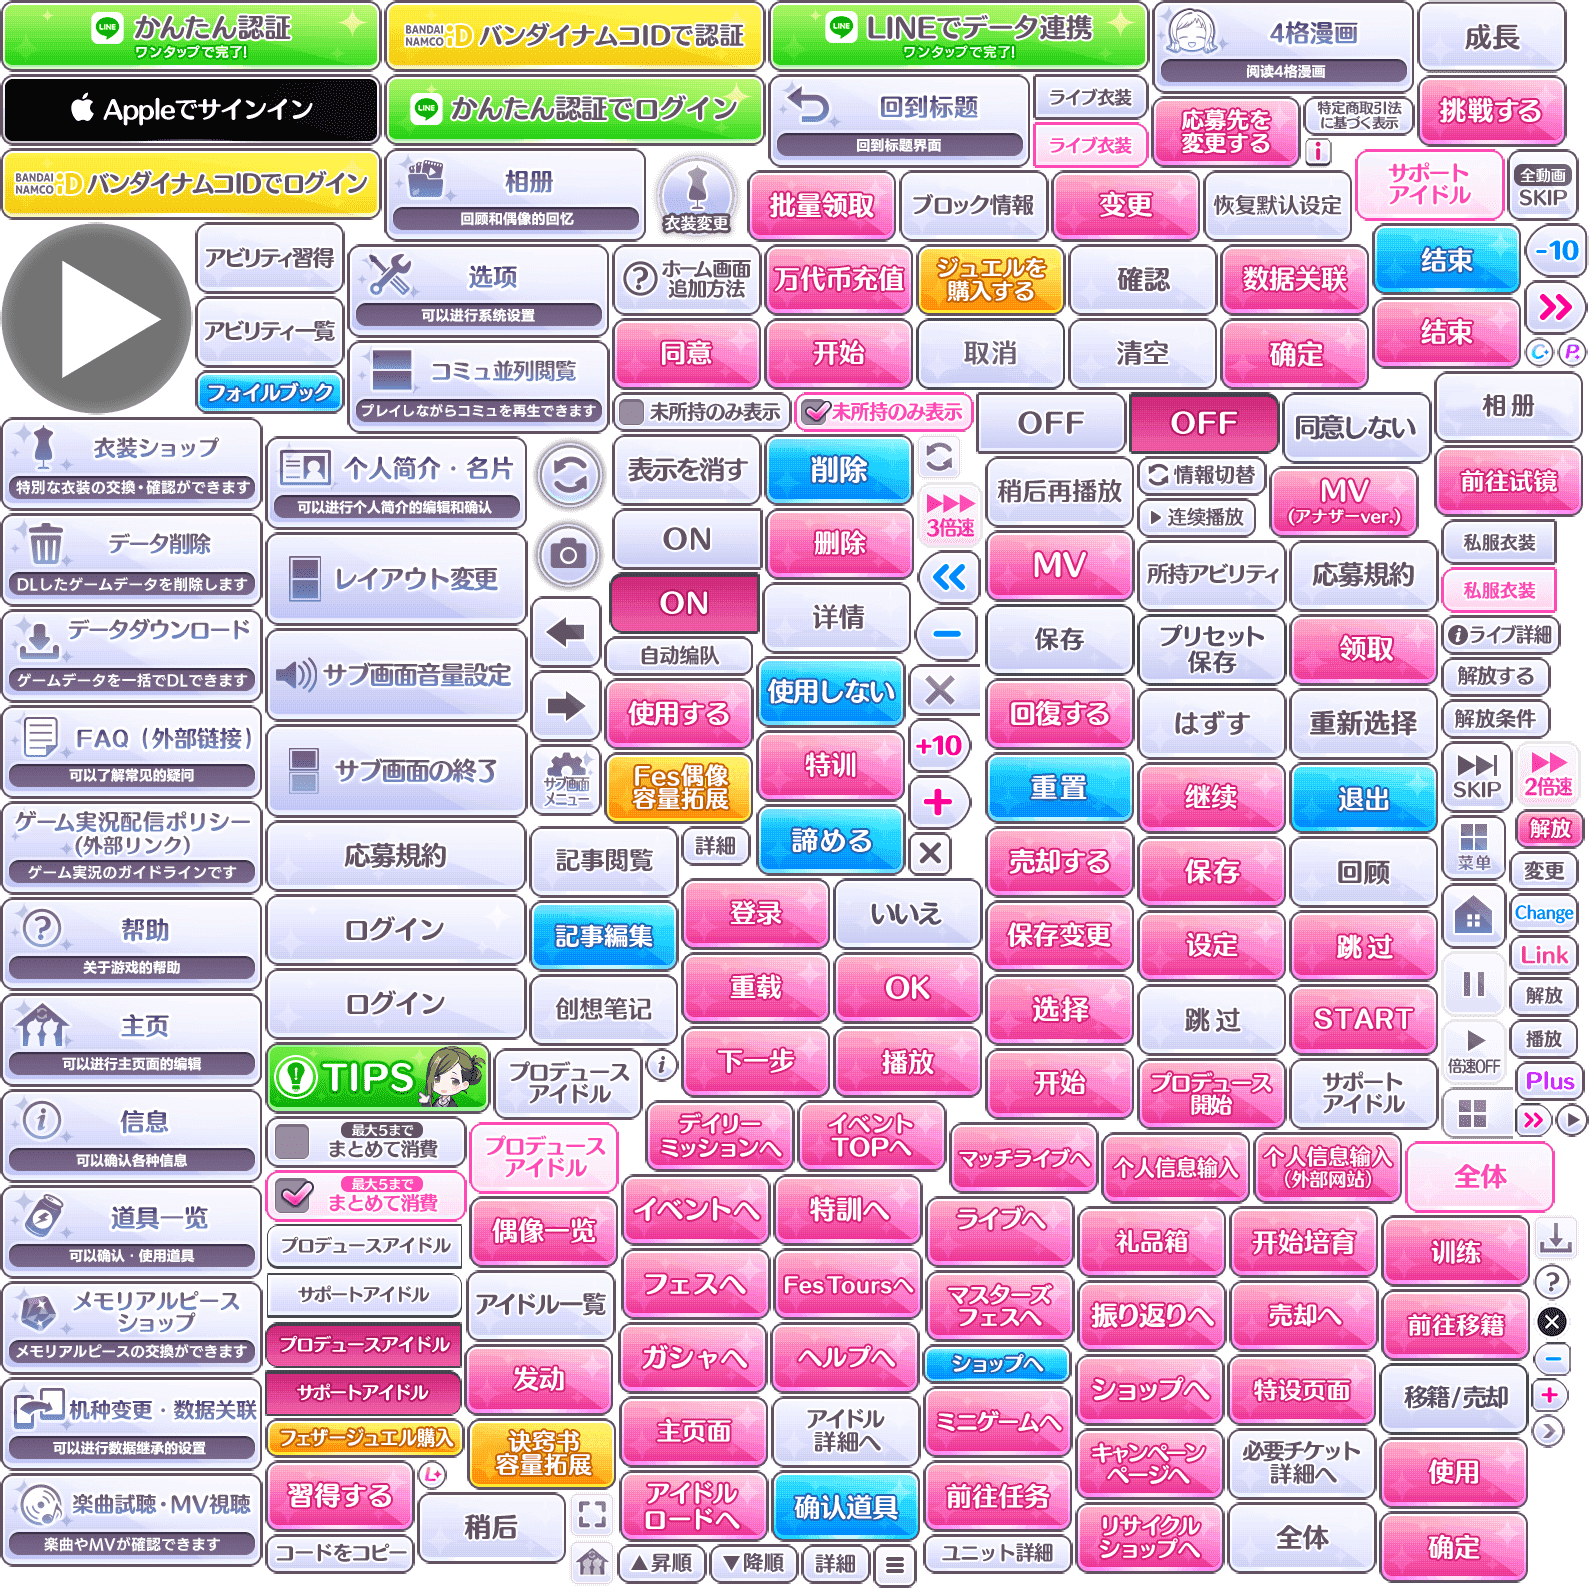 LINE
かんたん認証
ワンタップで完了!
BANDAI
NAMCO iD
バンダイナムコIDで認証
LINE
LINEでデータ連携
ワンタップで完了!
4格漫画
阅读4格漫画
成長
Appleでサインイン
LINE
かんたん認証でログイン
回到标题
回到标题界面
ライブ衣装
ライブ衣装
応募先を
変更する
特定商取引法
に基づく表示
i
挑戦する
BANDAI
NAMCO iD
バンダイナムコIDでログイン
相册
回顾和偶像的回忆
衣装変更
批量领取
ブロック情報
变更
恢复默认设定
サポート
アイドル
全動画
SKIP
アビリティ習得
アビリティ一覧
フォイルブック
选项
可以进行系统设置
コミュ並列閲覧
プレイしながらコミュを再生できます
?
ホーム画面
追加方法
万代币充值
ジュエルを
購入する
確認
数据关联
结束
-10
同意
开始
取消
清空
确定
结束
C+
P+
未所持のみ表示
未所持のみ表示
OFF
OFF
同意しない
相 册
衣装ショップ
特別な衣装の交換・確認ができます
个人简介・名片
可以进行个人简介的编辑和确认
表示を消す
削除
3倍速
稍后再播放
情報切替
连续播放
MV
(アナザーver.)
前往试镜
データ削除
DLしたゲームデータを削除します
レイアウト変更
ON
删除
MV
所持アビリティ
応募規約
私服衣装
私服衣装
ON
详情
データダウンロード
ゲームデータを一括でDLできます
サブ画面音量設定
自动编队
保存
プリセット
保存
领取
i
ライブ詳細
解放する
使用する
使用しない
回復する
はずす
重新选择
解放条件
FAQ（外部链接）
可以了解常见的疑问
サブ画面の終了
サブ画面
メニュー
Fes偶像
容量拓展
特训
+10
重置
继续
退出
SKIP
2倍速
ゲーム実況配信ポリシー
(外部リンク)
ゲーム実況のガイドラインです
応募規約
記事閲覧
詳細
諦める
売却する
保存
回顾
菜单
解放
変更
帮助
关于游戏的帮助
ログイン
記事編集
登录
いいえ
保存变更
设定
跳 过
Change
Link
主页
可以进行主页面的编辑
ログイン
创想笔记
重载
OK
选择
跳 过
START
解放
播放
倍速OFF
TIPS
プロデュース
アイドル
i
下一步
播放
开始
プロデュース
開始
サポート
アイドル
Plus
信息
可以确认各种信息
最大5まで
まとめて消費
最大5まで
まとめて消費
プロデュース
アイドル
デイリー
ミッションへ
イベント
TOPへ
マッチライブへ
个人信息输入
个人信息输入
(外部网站)
全体
道具一览
可以确认・使用道具
プロデュースアイドル
偶像一览
イベントへ
特訓へ
ライブへ
礼品箱
开始培育
训练
メモリアルピース
ショップ
メモリアルピースの交換ができます
サポートアイドル
アイドル一覧
フェスへ
Fes Toursへ
マスターズ
フェスへ
振り返りへ
売却へ
前往移籍
?
プロデュースアイドル
サポートアイドル
发动
ガシャへ
ヘルプへ
ショップへ
ショップへ
特设页面
移籍/売却
机种变更・数据关联
可以进行数据继承的设置
フェザージュエル購入
诀窍书
容量拓展
主页面
アイドル
詳細へ
ミニゲームへ
キャンペーン
ページへ
必要チケット
詳細へ
使用
楽曲試聴・MV視聴
楽曲やMVが確認できます
習得する
L+
稍后
アイドル
ロードへ
确认道具
前往任务
リサイクル
ショップへ
全体
确定
コードをコピー
▲昇順
▼降順
詳細
ユニット詳細